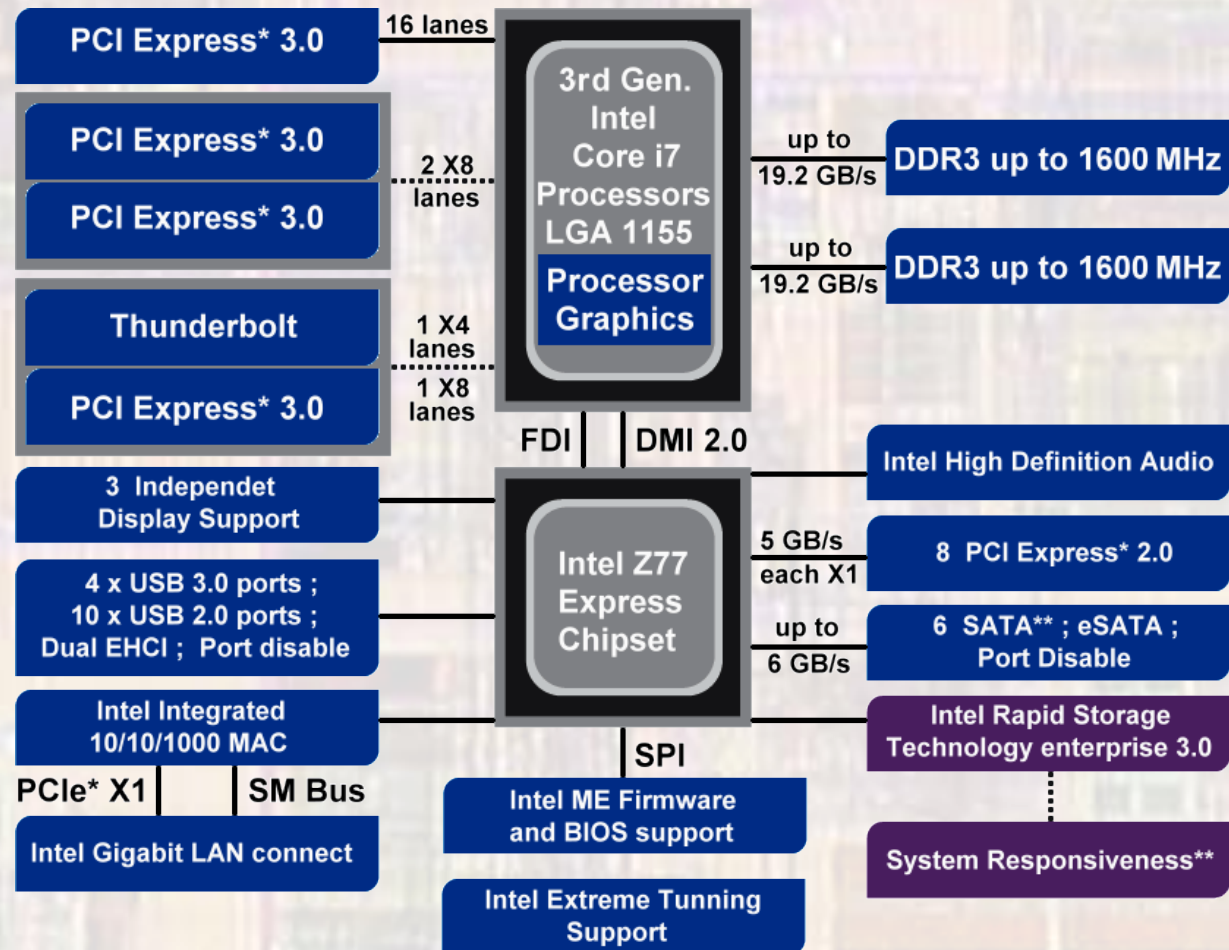 PCI Express* 3.0
16 lanes
PCI Express* 3.0
PCI Express* 3.0
2 X8
lanes
Thunderbolt
PCI Express* 3.0
1 X4
lanes
1 X8
lanes
3rd Gen.
Intel
Core i7
Processors
LGA 1155
Processor
Graphics
up to
19.2 GB/s
DDR3 up to 1600 MHz
up to
19.2 GB/s
DDR3 up to 1600 MHz
FDI
DMI 2.0
3 Independet
Display Support
4 x USB 3.0 ports ;
10 x USB 2.0 ports ;
Dual EHCI ; Port disable
Intel Integrated
10/10/1000 MAC
PCIe* X1
SM Bus
Intel Gigabit LAN connect
Intel Z77
Express
Chipset
Intel High Definition Audio
5 GB/s
each X1
8 PCI Express* 2.0
up to
6 GB/s
6 SATA** ; eSATA ;
Port Disable
Intel Rapid Storage
Technology enterprise 3.0
System Responsiveness**
SPI
Intel ME Firmware
and BIOS support
Intel Extreme Tunning
Support